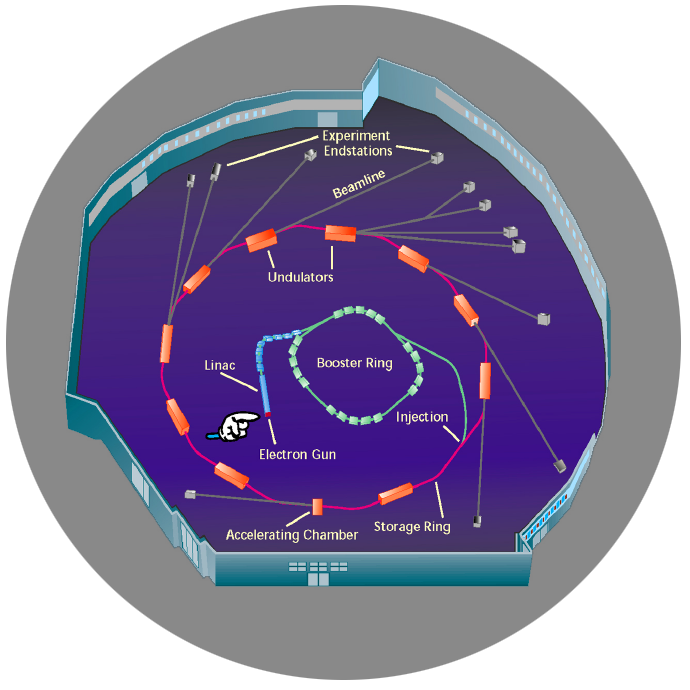 Experiment
Endstations
Beamline
Undulators
Booster Ring
Linac
Injection
Electron Gun
Storage Ring
Accelerating Chamber